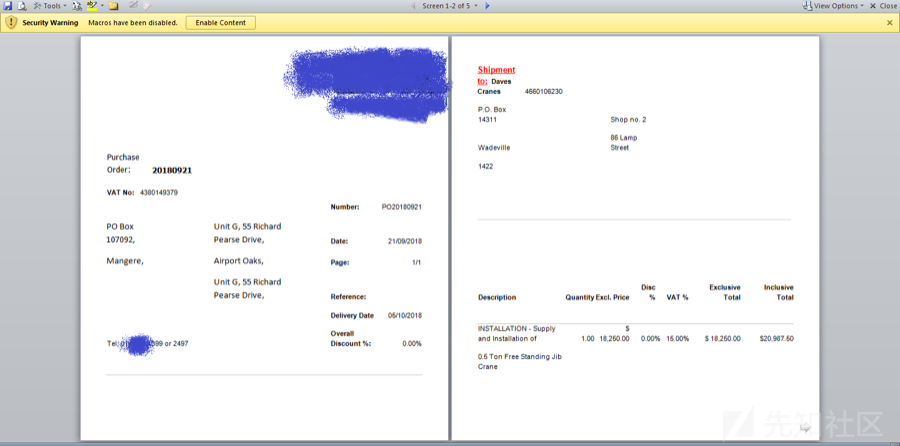 Tools
Screen 1-2 of 5
View Options
Close
Security Warning Macros have been disabled. Enable Content
Purchase
Order: 20180921
VAT No: 4380149379
Number: PO20180921
PO Box
107092,
Unit G, 55 Richard
Pearse Drive,
Date: 21/09/2018
Mangere,
Airport Oaks,
Page: 1/1
Unit G, 55 Richard
Pearse Drive,
Reference:
Delivery Date 05/10/2018
Overall
Discount %: 0.00%
Tel: 399 or 2497
Shipment
to: Daves
Cranes 4660106230
P.O. Box
14311 Shop no. 2
86 Lamp
Wadeville Street
1422
Disc Exclusive Inclusive
Description Quantity Excl. Price % VAT % Total Total
INSTALLATION - Supply $
and Installation of 1.00 18,250.00 0.00% 15.00% $ 18,250.00 $20,987.50
0.5 Ton Free Standing Jib
Crane
先知社区